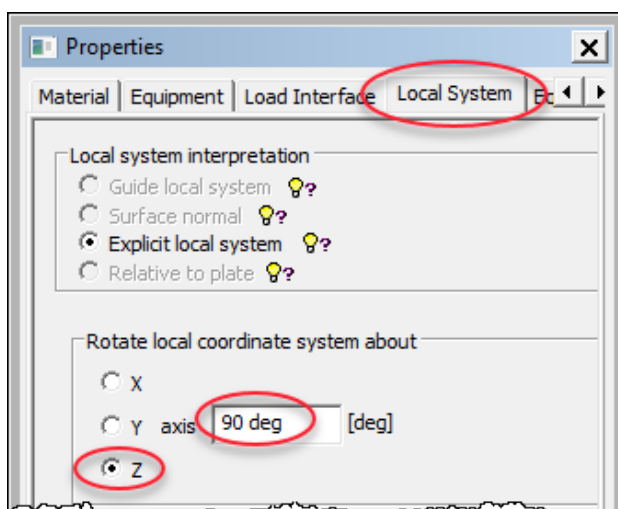 Properties
Material Equipment Load Interface Local System
Local system interpretation
Guide local system ?
Surface normal ?
Explicit local system ?
Relative to plate ?
Rotate local coordinate system about
X
Y axis 90 deg [deg]
Z